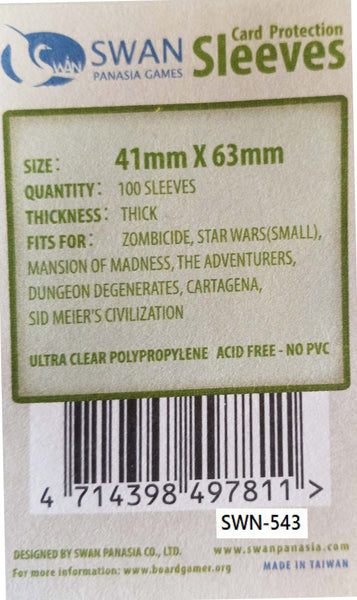 Card Protection
SWAN
SWAN Sleeves
PANASIA GAMES
SIZE: 41mm X 63mm
QUANTITY: 100 SLEEVES
THICKNESS: THICK
FITS FOR: ZOMBICIDE, STAR WARS(SMALL),
MANSION OF MADNESS, THE ADVENTURERS,
DUNGEON DEGENERATES, CARTAGENA,
SID MEIER'S CIVILIZATION
ULTRA CLEAR POLYPROPYLENE ACID FREE - NO PVC
4 714398 497811 >
SWN-543
DESIGNED BY SWAN PANASIA CO., LTD. www.swanpanasia.com
For more information: www.boardgamer.org MADE IN TAIWAN